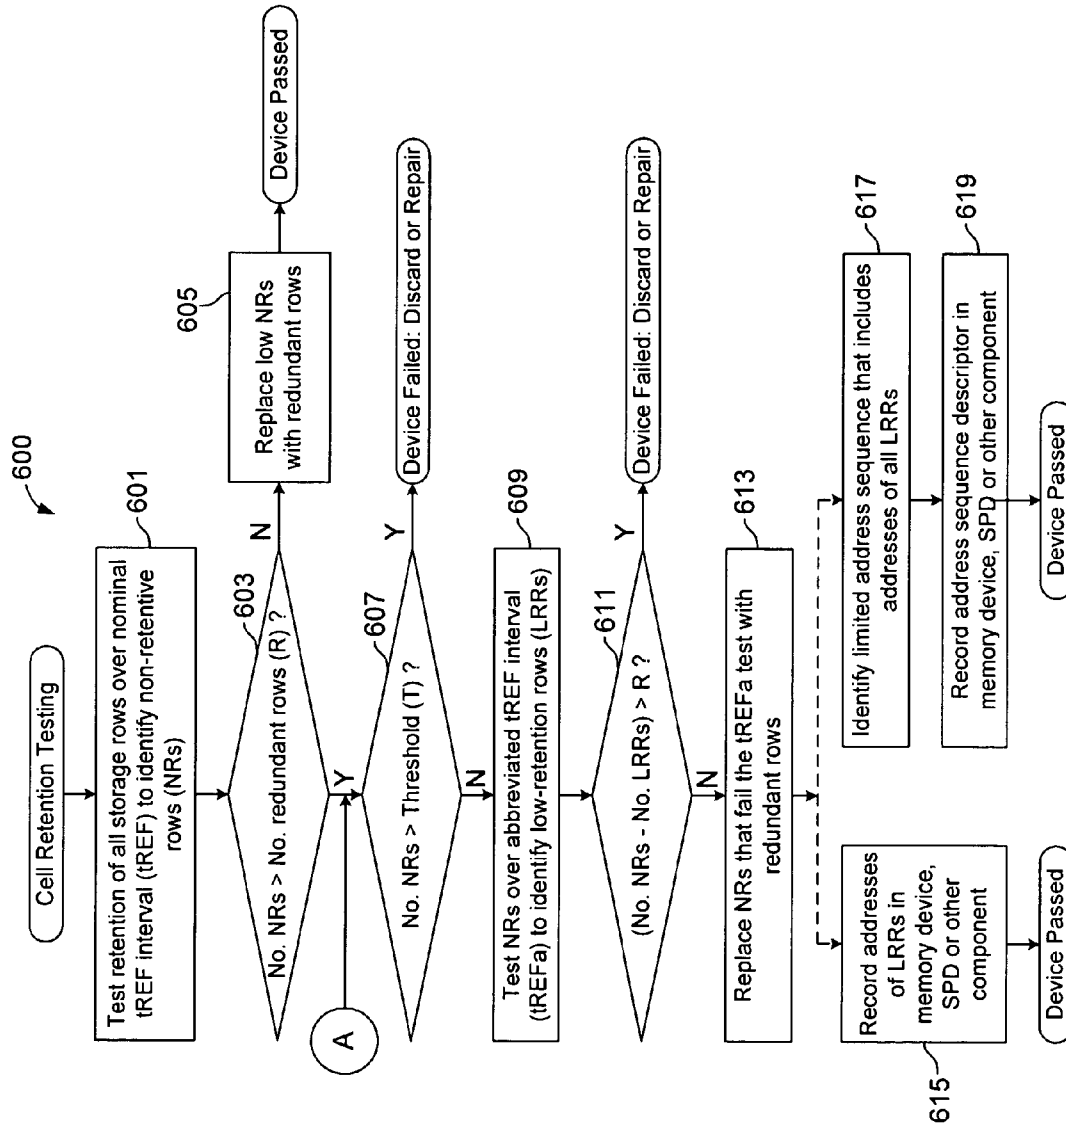 600
Cell Retention Testing
601
Test retention of all storage rows over nominal
tREF interval (tREF) to identify non-retentive
rows (NRs)
603
No. NRs > No. redundant rows (R) ?
N
605
Replace low NRs
with redundant rows
Device Passed
Y
A
607
No. NRs > Threshold (T) ?
Y
Device Failed: Discard or Repair
N
609
Test NRs over abbreviated tREF interval
(tREFa) to identify low-retention rows (LRRs)
611
(No. NRs - No. LRRs) > R ?
Y
Device Failed: Discard or Repair
N
613
Replace NRs that fail the tREFa test with
redundant rows
615
Record addresses
of LRRs in
memory device,
SPD or other
component
Device Passed
617
Identify limited address sequence that includes
addresses of all LRRs
619
Record address sequence descriptor in
memory device, SPD or other component
Device Passed